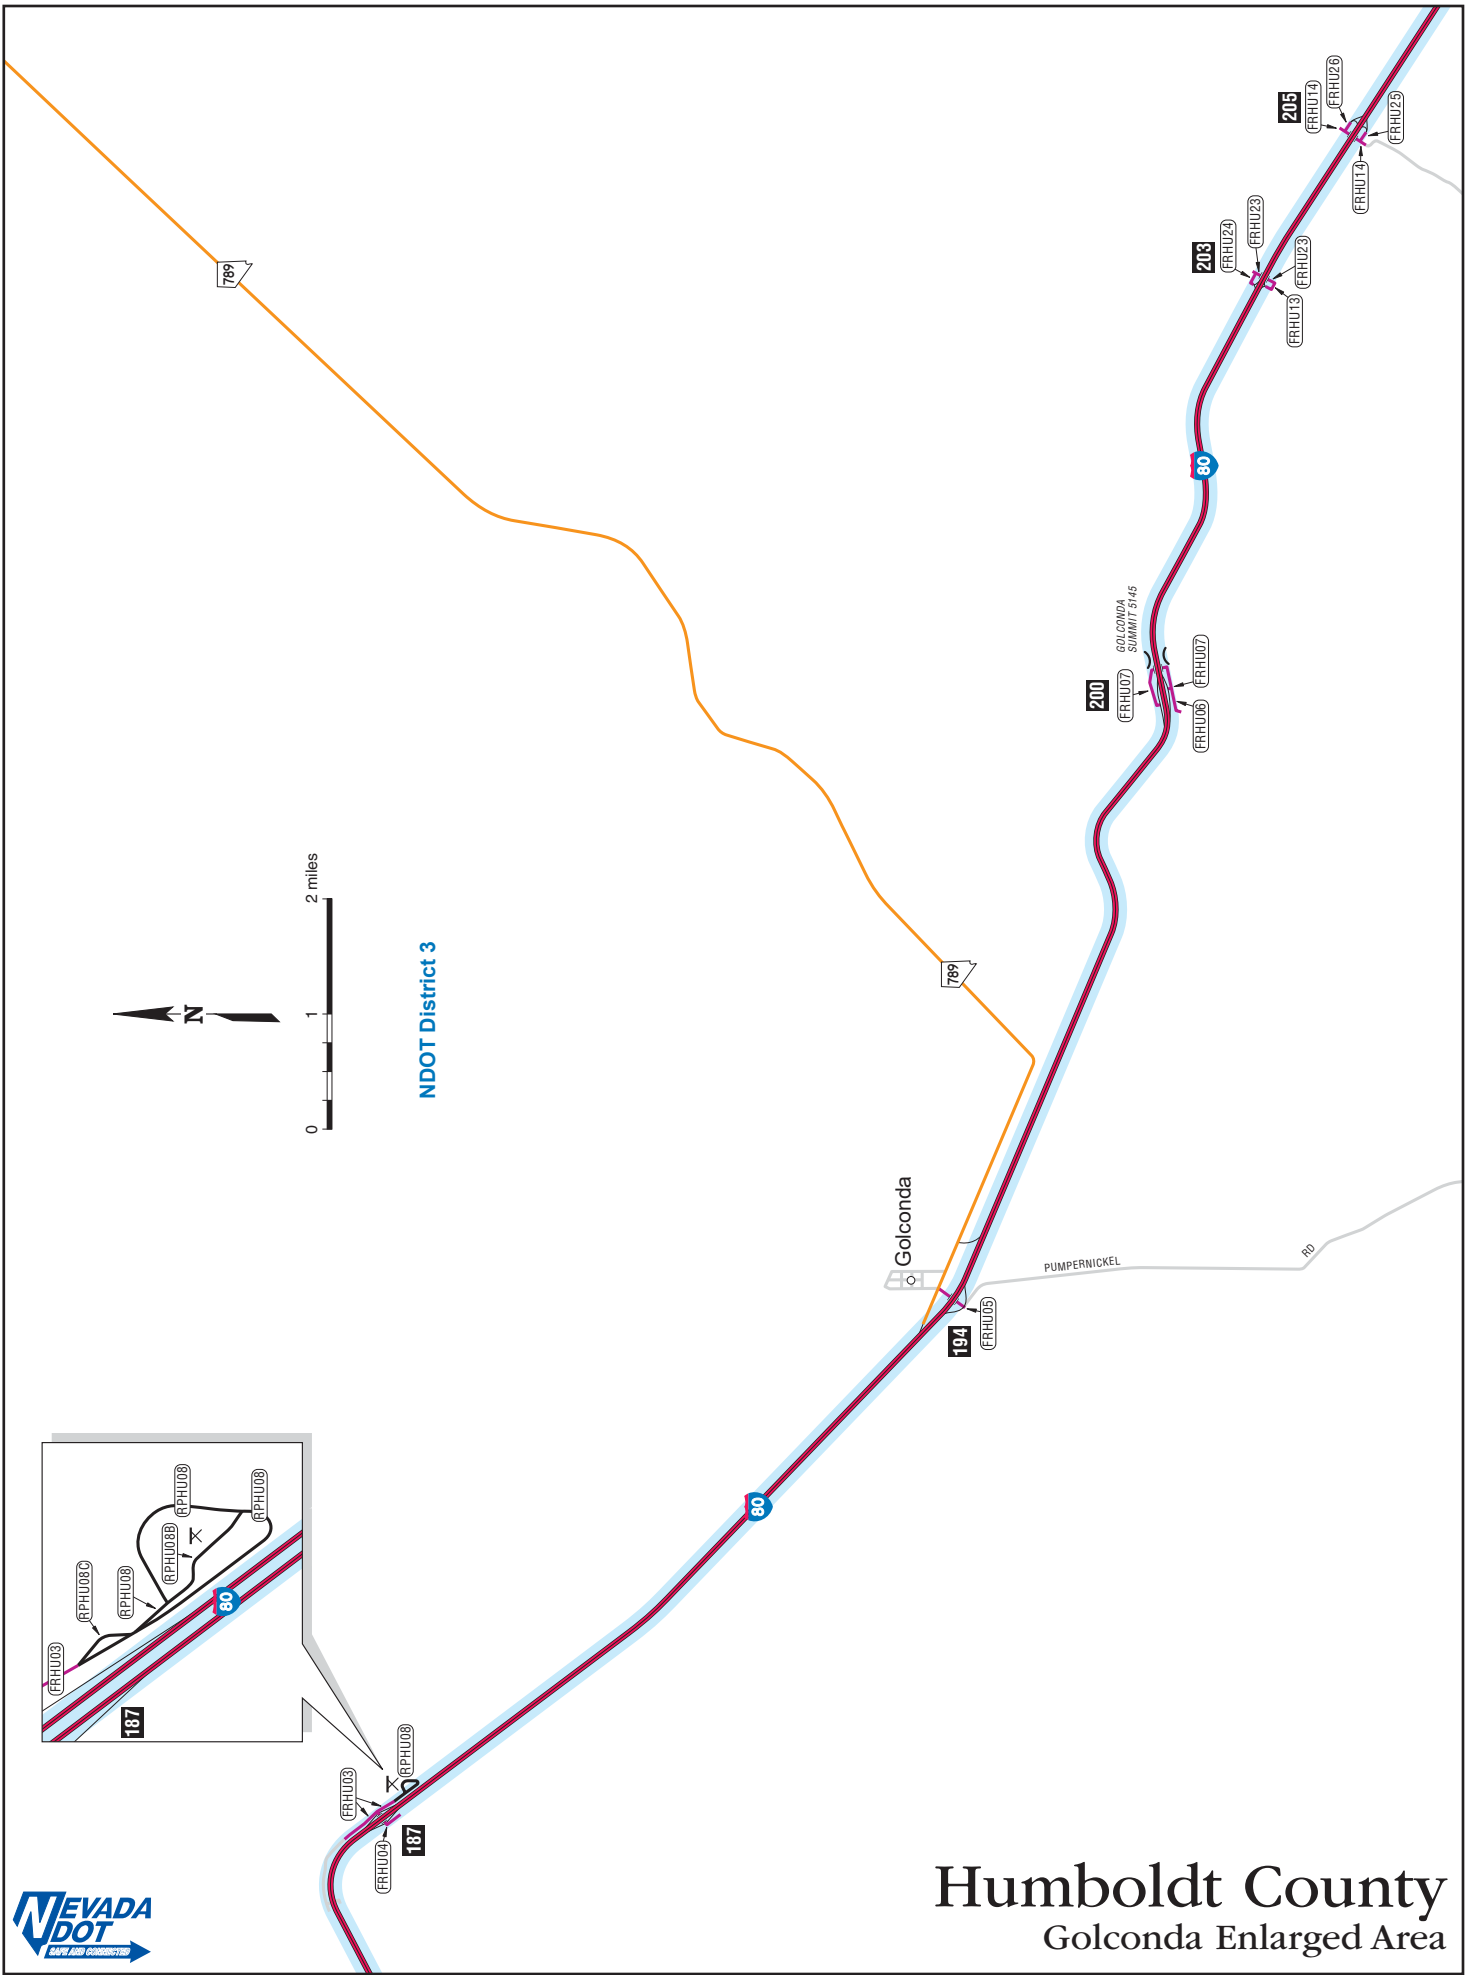 789
205
FRHU14
FRHU26
FRHU25
FRHU14
203
FRHU24
FRHU23
FRHU23
FRHU13
80
GOLCONDA
SUMMIT 5145
200
FRHU07
FRHU07
FRHU06
N
0 1 2 miles
NDOT District 3
789
Golconda
PUMPERNICKEL RD
194
FRHU05
80
RPHU08
RPHU08
RPHU08B
RPHU08
RPHU08C
80
FRHU03
187
RPHU08
FRHU03
187
FRHU04
NEVADA
DOT
SAFE AND CONNECTED
Humboldt County
Golconda Enlarged Area